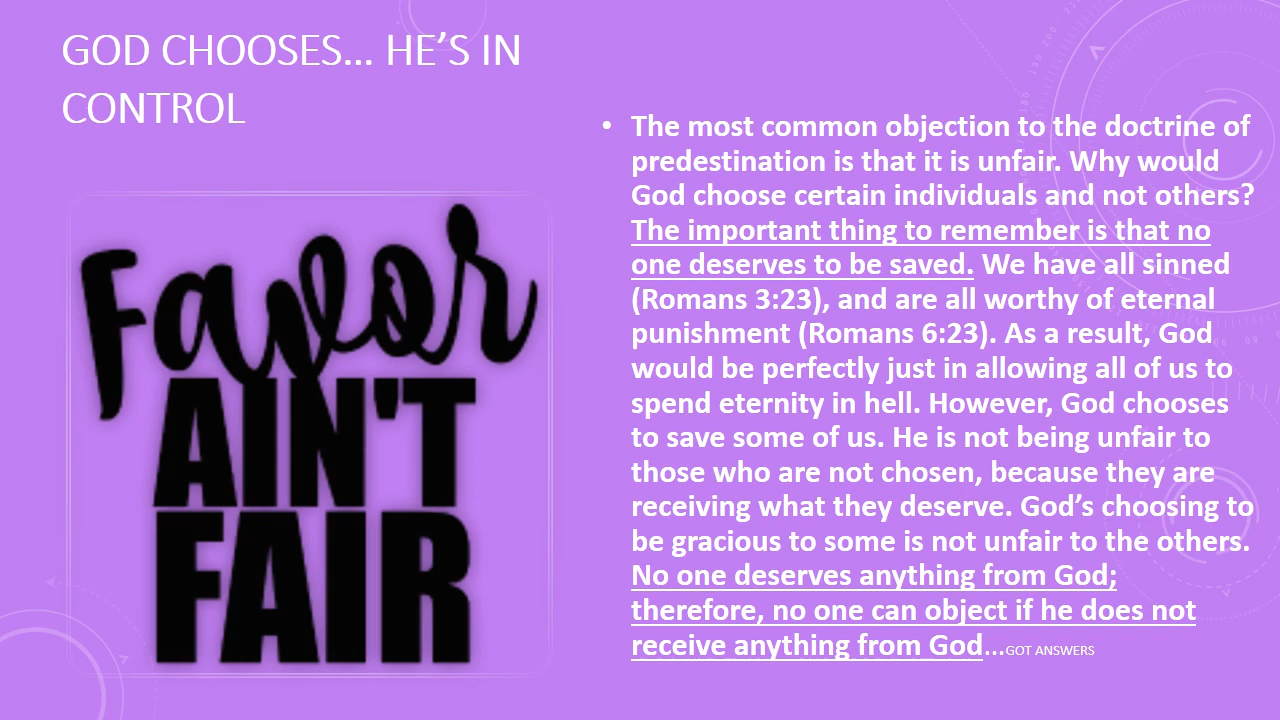 GOD CHOOSES… HE’S IN
CONTROL
Favor
AIN'T
FAIR
• The most common objection to the doctrine of
predestination is that it is unfair. Why would
God choose certain individuals and not others?
The important thing to remember is that no
one deserves to be saved. We have all sinned
(Romans 3:23), and are all worthy of eternal
punishment (Romans 6:23). As a result, God
would be perfectly just in allowing all of us to
spend eternity in hell. However, God chooses
to save some of us. He is not being unfair to
those who are not chosen, because they are
receiving what they deserve. God’s choosing to
be gracious to some is not unfair to the others.
No one deserves anything from God;
therefore, no one can object if he does not
receive anything from God…GOT ANSWERS